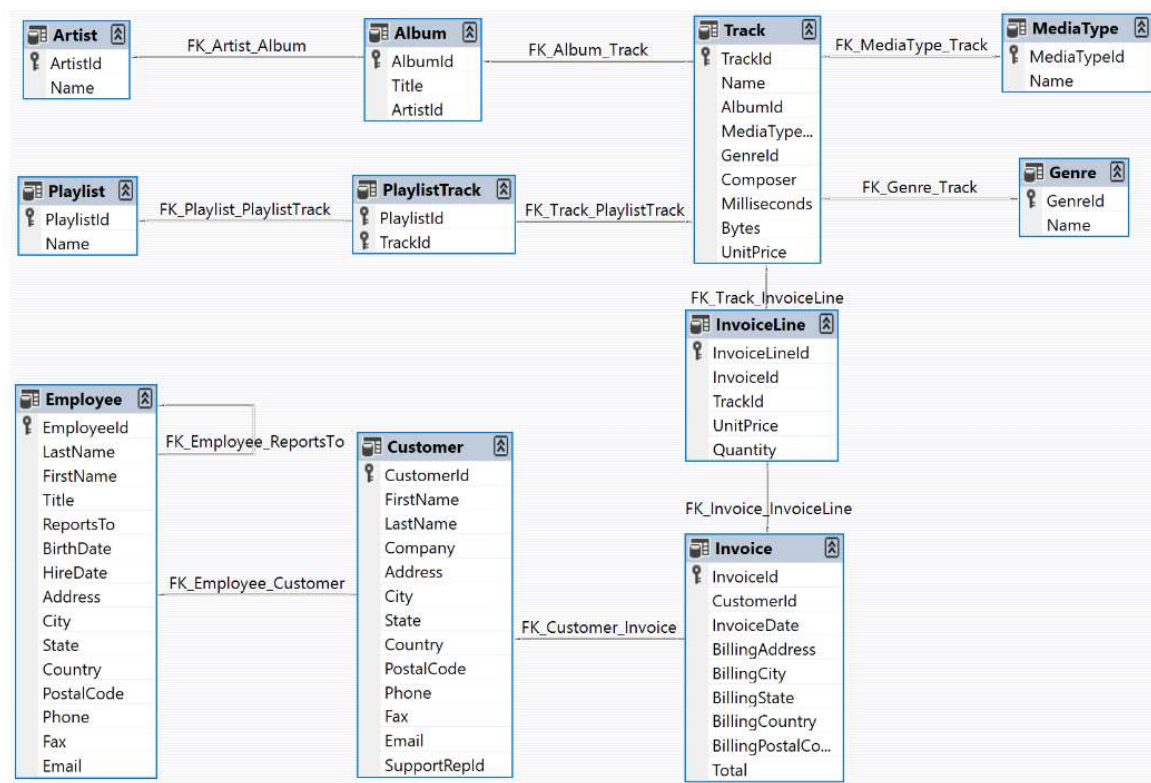 Artist
ArtistId
Name
FK_Artist_Album
Album
AlbumId
Title
ArtistId
FK_Album_Track
Track
TrackId
Name
AlbumId
MediaType...
GenreId
Composer
Milliseconds
Bytes
UnitPrice
FK_MediaType_Track
MediaType
MediaTypeId
Name
Playlist
PlaylistId
Name
FK_Playlist_PlaylistTrack
PlaylistTrack
PlaylistId
TrackId
FK_Track_PlaylistTrack
FK_Genre_Track
Genre
GenreId
Name
FK_Track_InvoiceLine
InvoiceLine
InvoiceLineId
InvoiceId
TrackId
UnitPrice
Quantity
Employee
EmployeeId
LastName
FirstName
Title
ReportsTo
BirthDate
HireDate
Address
City
State
Country
PostalCode
Phone
Fax
Email
FK_Employee_ReportsTo
FK_Employee_Customer
Customer
CustomerId
FirstName
LastName
Company
Address
City
State
Country
PostalCode
Phone
Fax
Email
SupportRepId
FK_Customer_Invoice
FK_Invoice_InvoiceLine
Invoice
InvoiceId
CustomerId
InvoiceDate
BillingAddress
BillingCity
BillingState
BillingCountry
BillingPostalCo...
Total